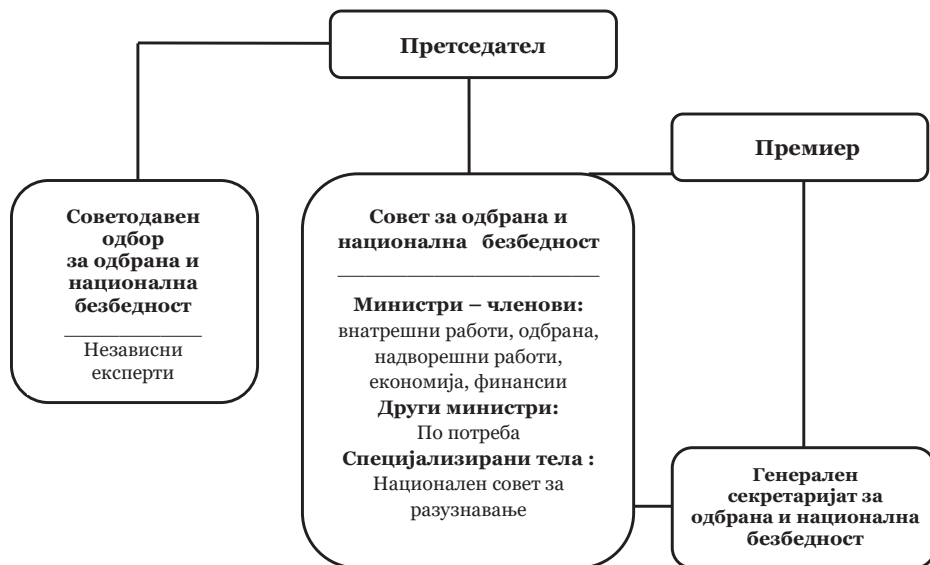 Претседател
Премиер
Советодавен
одбор
за одбрана и
национална
безбедност
Независни
експерти
Совет за одбрана и
национална безбедност
Министри – членови:
внатрешни работи, одбрана,
надворешни работи,
економија, финансии
Други министри:
По потреба
Специјализирани тела :
Национален совет за
разузнавање
Генерален
секретаријат за
одбрана и национална
безбедност